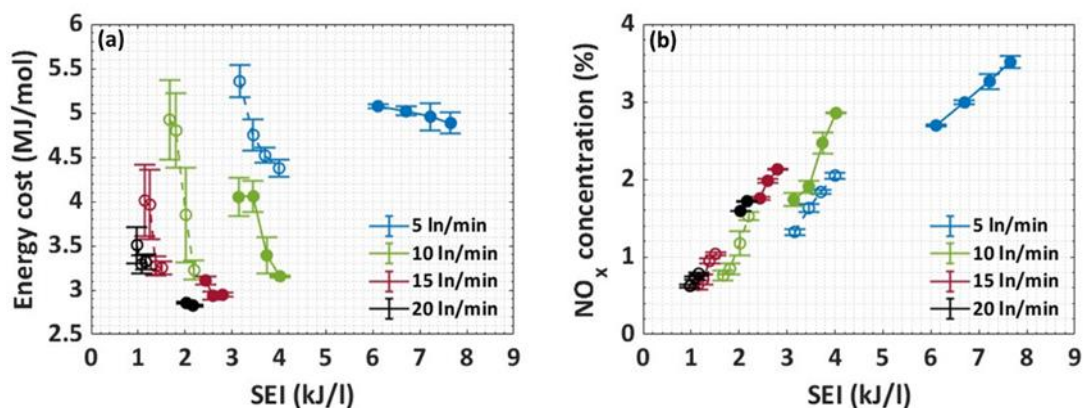 (a)
Energy cost (MJ/mol)
6
5.5
5
4.5
4
3.5
3
2.5
0 1 2 3 4 5 6 7 8 9
SEI (kJ/l)
5 ln/min
10 ln/min
15 ln/min
20 ln/min
(b)
NOx concentration (%)
4
3
2
1
0
0 1 2 3 4 5 6 7 8 9
SEI (kJ/l)
5 ln/min
10 ln/min
15 ln/min
20 ln/min